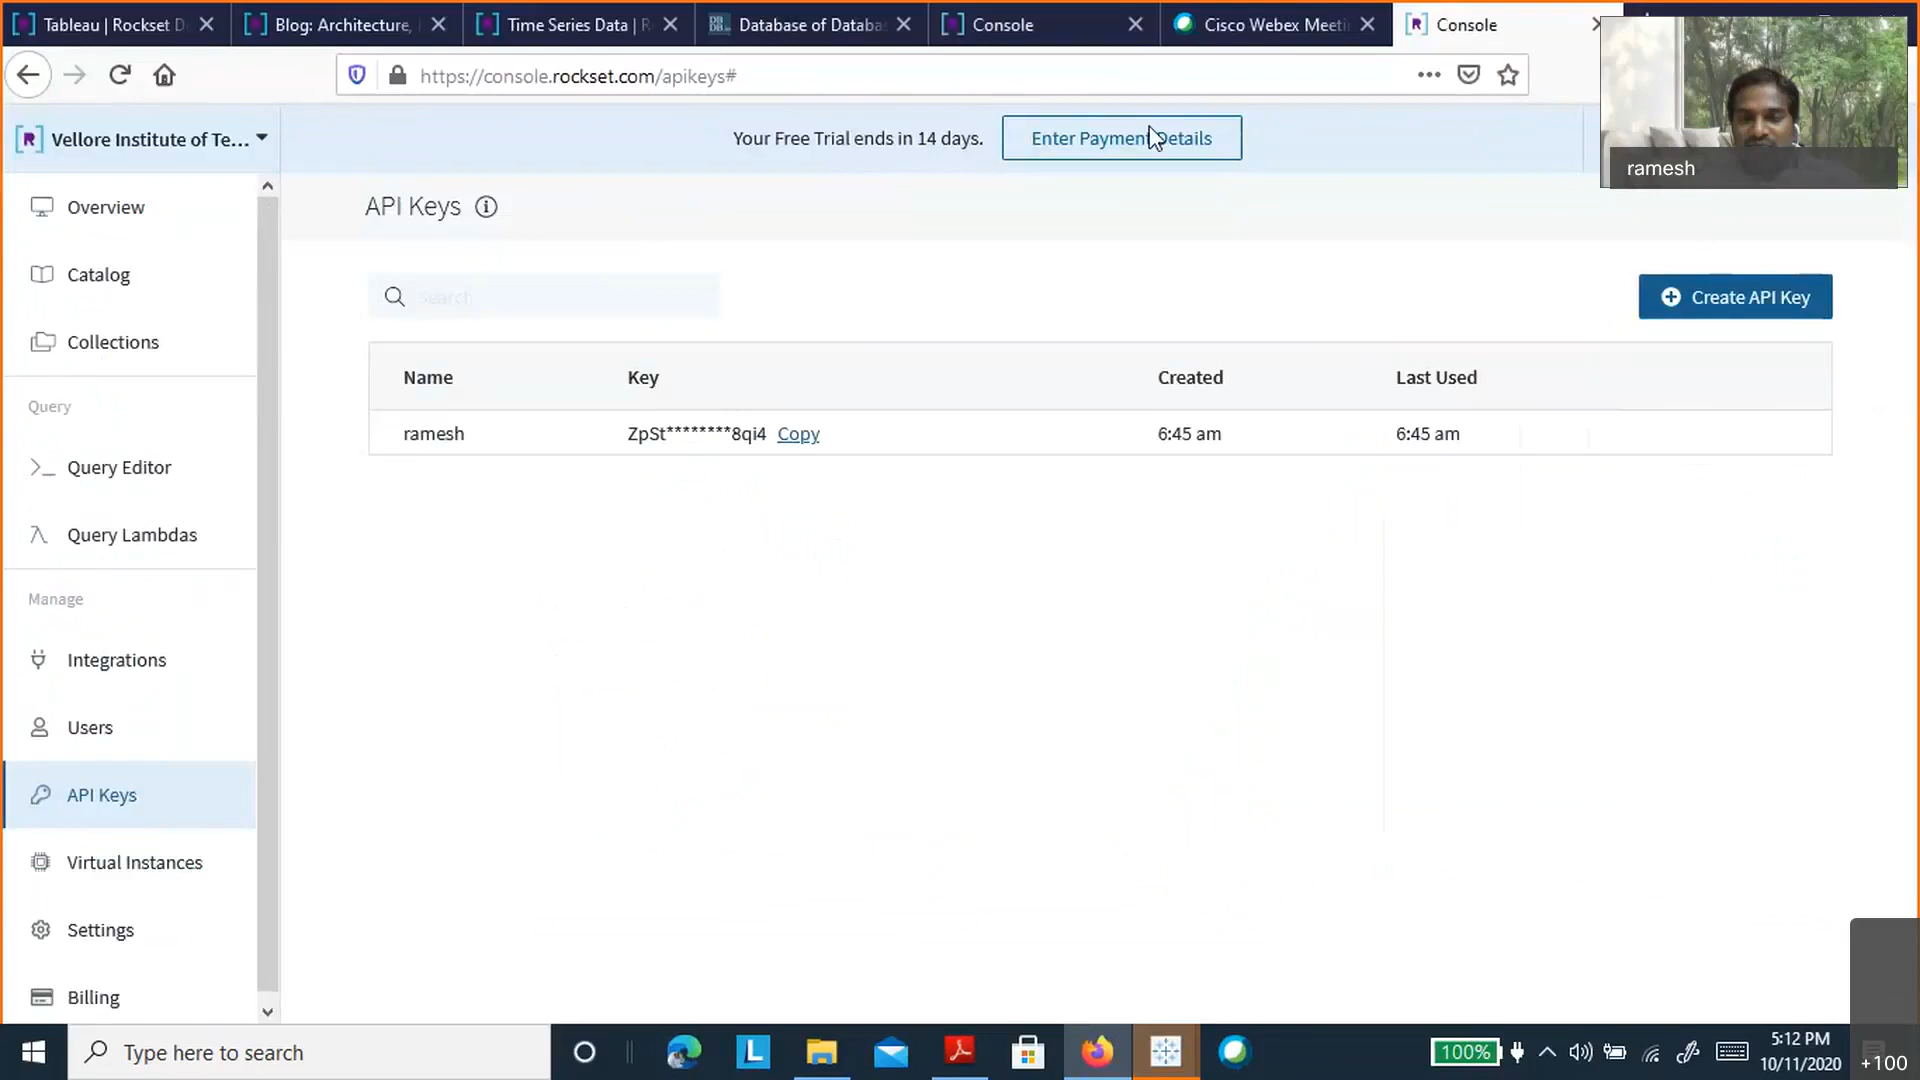 Tableau | Rockset D
Blog: Architecture,
Time Series Data | R
Database of Databa
Console
Cisco Webex Meeti
Console
https://console.rockset.com/apikeys#
Vellore Institute of Te...
Your Free Trial ends in 14 days.
Enter Payment Details
ramesh
Overview
Catalog
Collections
Query
Query Editor
Query Lambdas
Manage
Integrations
Users
API Keys
Virtual Instances
Settings
Billing
API Keys
Search
Create API Key
Name Key Created Last Used
ramesh ZpSt********8qi4 Copy 6:45 am 6:45 am
Type here to search
100%
5:12 PM
10/11/2020
+100